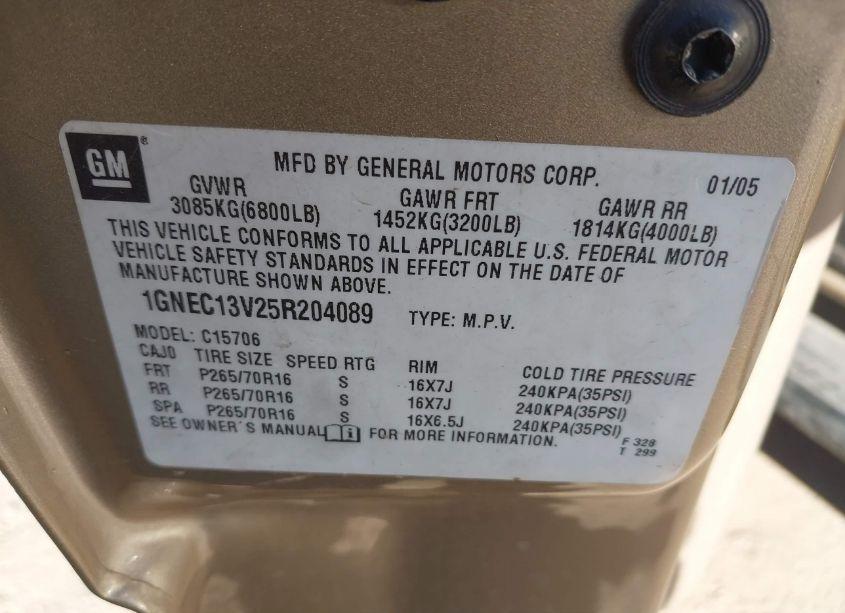 GM ®
MFD BY GENERAL MOTORS CORP. 01/05
GVWR GAWR FRT GAWR RR
3085KG(6800LB) 1452KG(3200LB) 1814KG(4000LB)
THIS VEHICLE CONFORMS TO ALL APPLICABLE U.S. FEDERAL MOTOR
VEHICLE SAFETY STANDARDS IN EFFECT ON THE DATE OF
MANUFACTURE SHOWN ABOVE.
1GNEC13V25R204089 TYPE: M.P.V.
MODEL: C15706
CAJ0 TIRE SIZE SPEED RTG RIM COLD TIRE PRESSURE
FRT P265/70R16 S 16X7J 240KPA(35PSI)
RR P265/70R16 S 16X7J 240KPA(35PSI)
SPA P265/70R16 S 16X6.5J 240KPA(35PSI)
SEE OWNER'S MANUAL i FOR MORE INFORMATION.
F 328
T 299